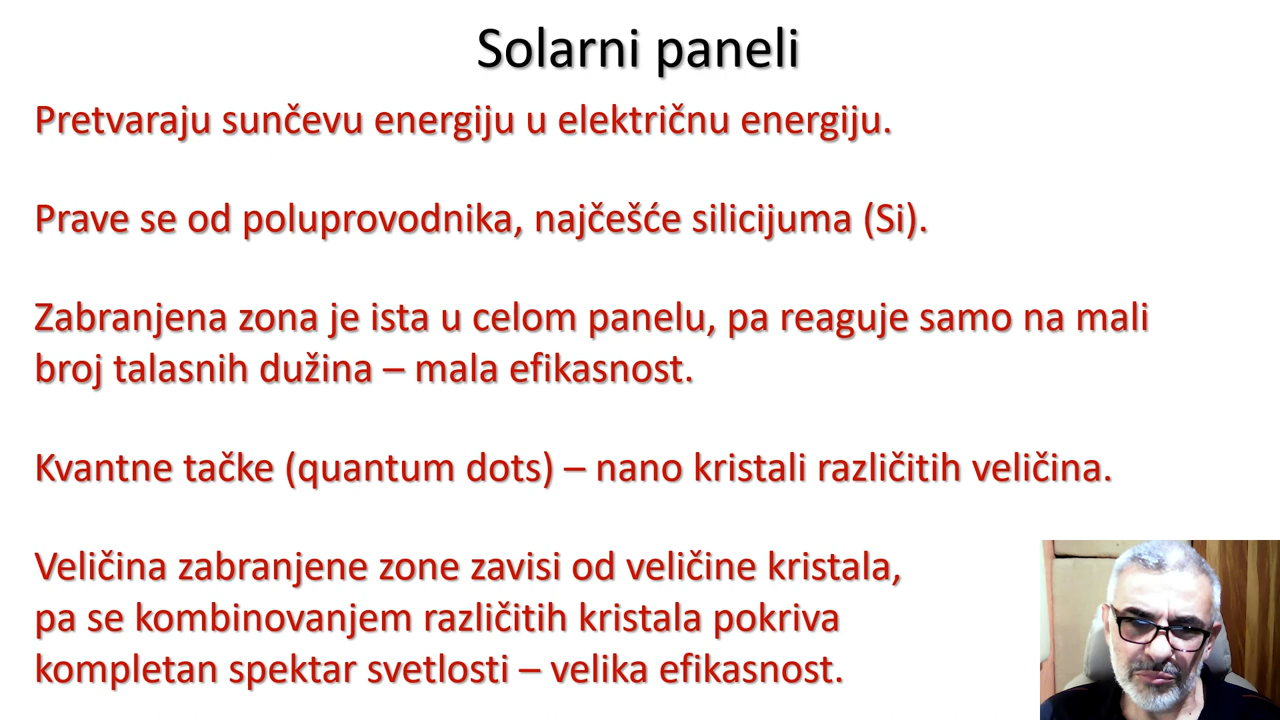 Solarni paneli
Pretvaraju sunčevu energiju u električnu energiju.
Prave se od poluprovodnika, najčešće silicijuma (Si).
Zabranjena zona je ista u celom panelu, pa reaguje samo na mali
broj talasnih dužina – mala efikasnost.
Kvantne tačke (quantum dots) – nano kristali različitih veličina.
Veličina zabranjene zone zavisi od veličine kristala,
pa se kombinovanjem različitih kristala pokriva
kompletan spektar svetlosti – velika efikasnost.